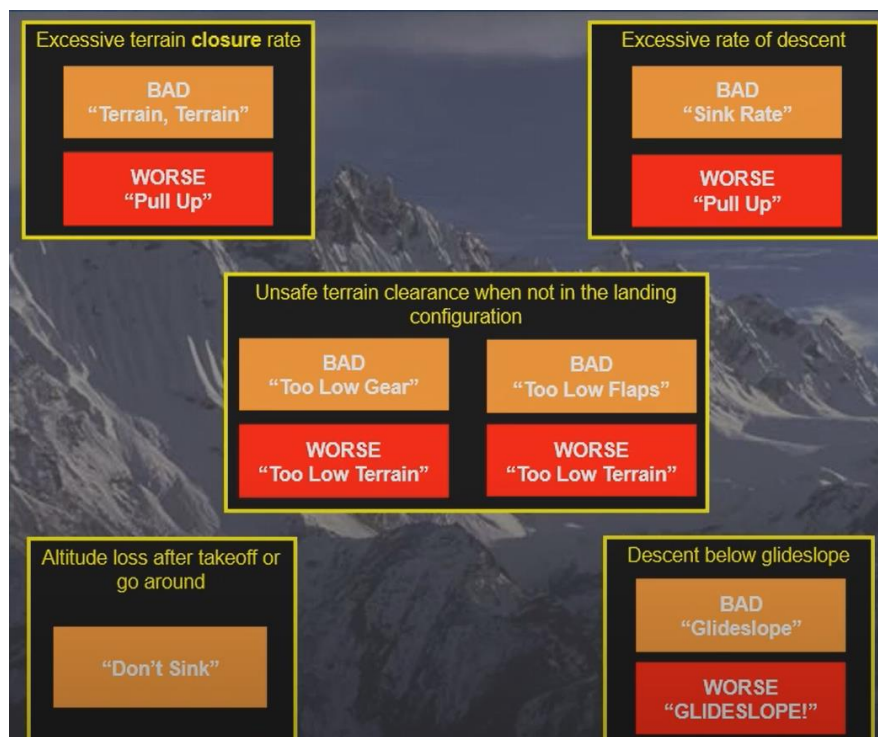 Excessive terrain closure rate
BAD
“Terrain, Terrain”
WORSE
“Pull Up”
Excessive rate of descent
BAD
“Sink Rate”
WORSE
“Pull Up”
Unsafe terrain clearance when not in the landing
configuration
BAD
“Too Low Gear”
WORSE
“Too Low Terrain”
BAD
“Too Low Flaps”
WORSE
“Too Low Terrain”
Altitude loss after takeoff or
go around
“Don’t Sink”
Descent below glideslope
BAD
“Glideslope”
WORSE
“GLIDESLOPE!”